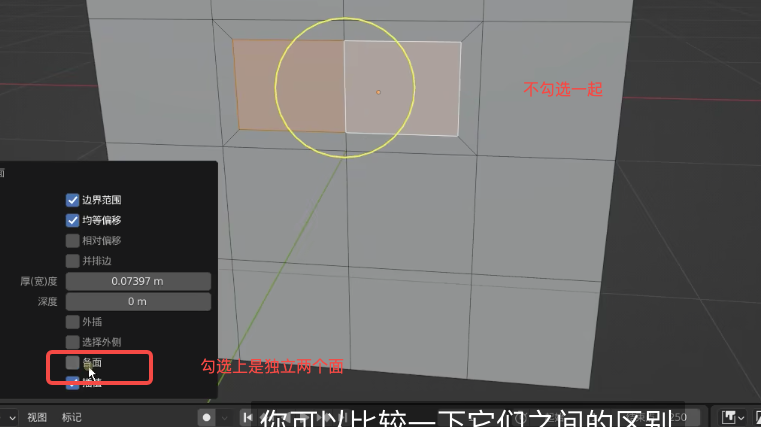 不勾选一起
面
边界范围
均等偏移
相对偏移
并排边
厚(宽)度 0.07397 m
深度 0 m
外插
选择外侧
各面
勾选上是独立两个面
插值
视图 标记
你可以比较一下它们之间的区别
250